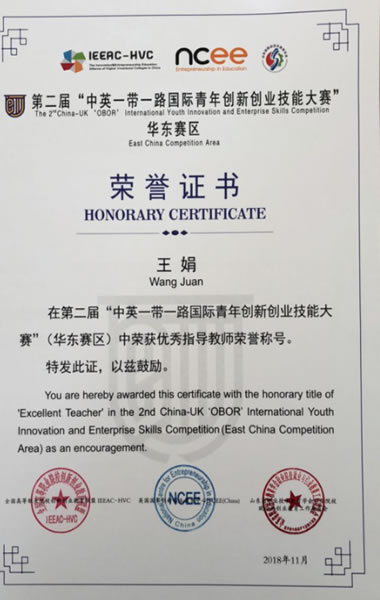 IEEAC-HVC
ncee
Entrepreneurship in Education
第二届“中英一带一路国际青年创新创业技能大赛”
The 2nd China-UK ‘OBOR’ International Youth Innovation and Enterprise Skills Competition
华东赛区
East China Competition Area
荣誉证书
HONORARY CERTIFICATE
王 娟
Wang Juan
在第二届“中英一带一路国际青年创新创业技能大
赛”（华东赛区）中荣获优秀指导教师荣誉称号。
特发此证，以兹鼓励。
You are hereby awarded this certificate with the honorary title of
'Excellent Teacher' in the 2nd China-UK 'OBOR' International Youth
Innovation and Enterprise Skills Competition (East China Competition
Area) as an encouragement.
IEEAC-HVC
IEEAC-HVC
NCEE
(China)
2018年11月